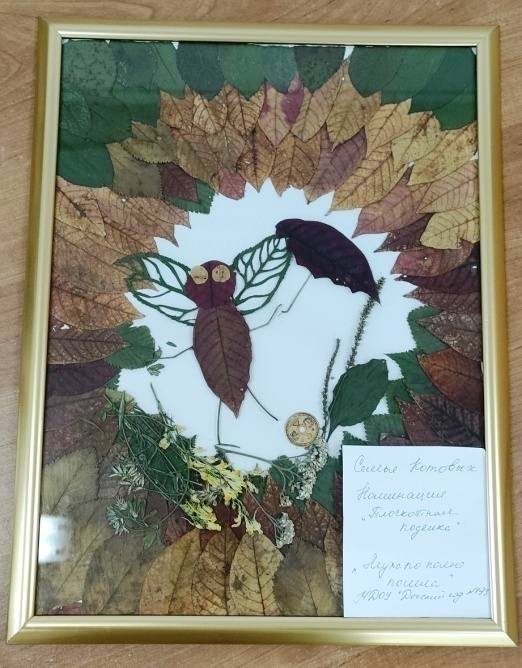 Семья Котовых
Номинация
"Плоскостная
поделка"
"Муха по полю
пошла"
МДОУ "Детский сад